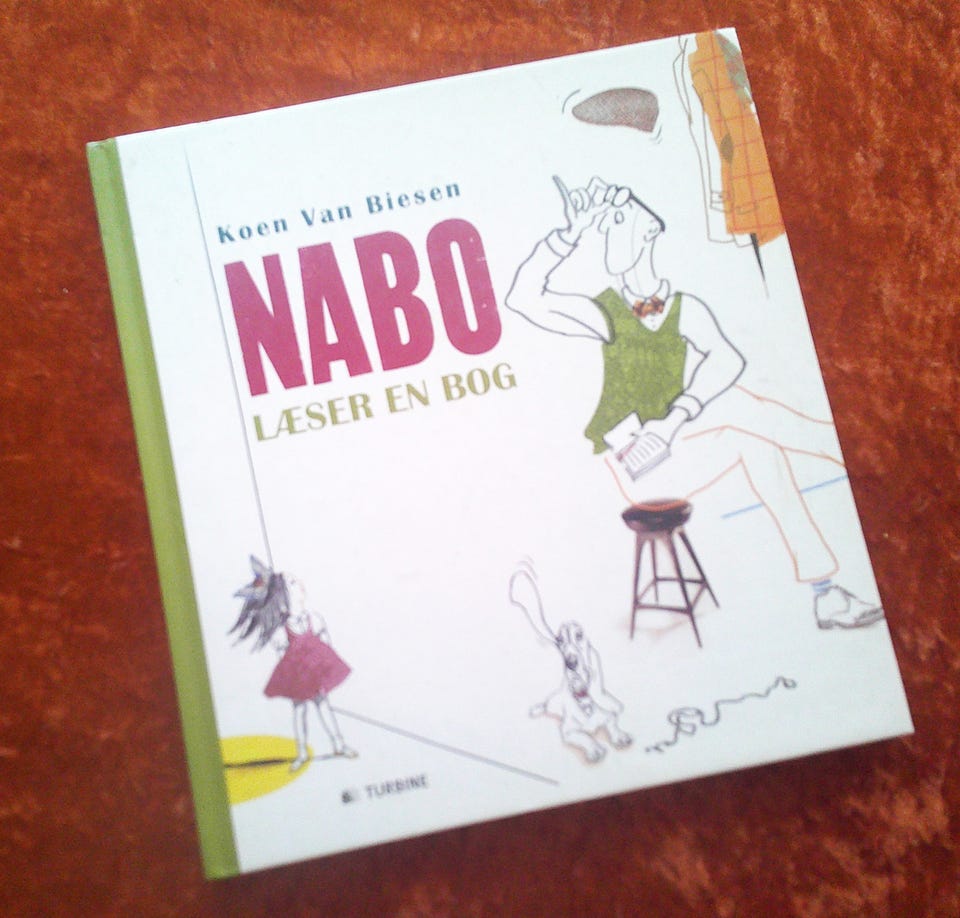 Koen Van Biesen
NABO
LÆSER EN BOG
TURBINE